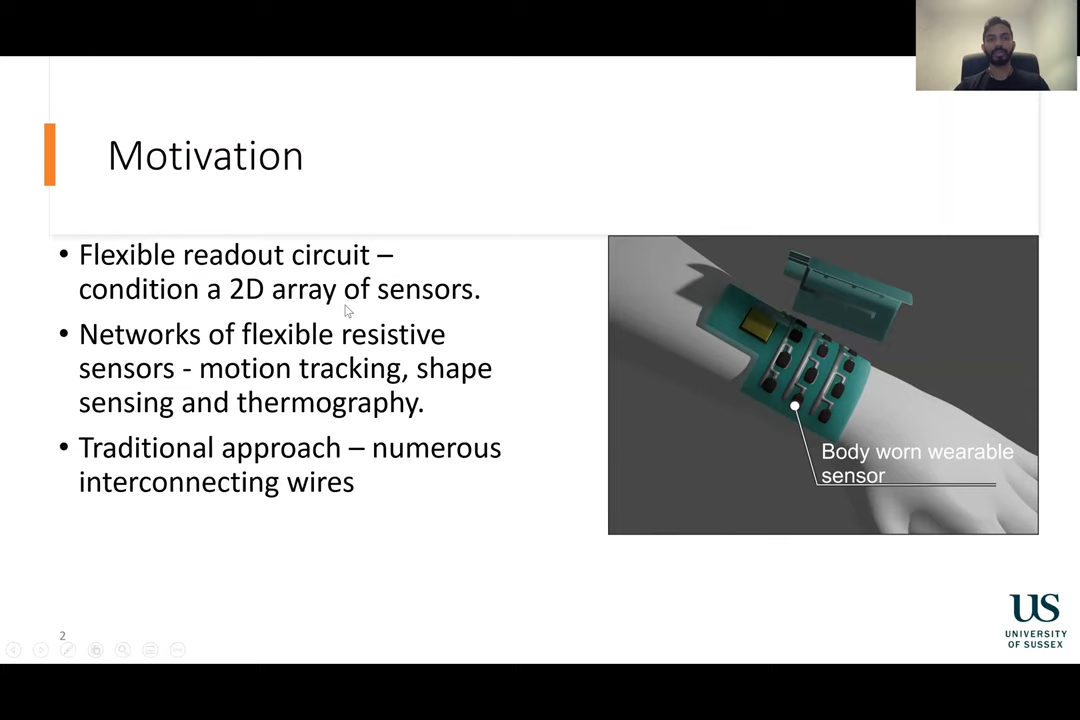 Motivation
• Flexible readout circuit –
condition a 2D array of sensors.
• Networks of flexible resistive
sensors - motion tracking, shape
sensing and thermography.
• Traditional approach – numerous
interconnecting wires
Body worn wearable
sensor
2
US
UNIVERSITY
OF SUSSEX